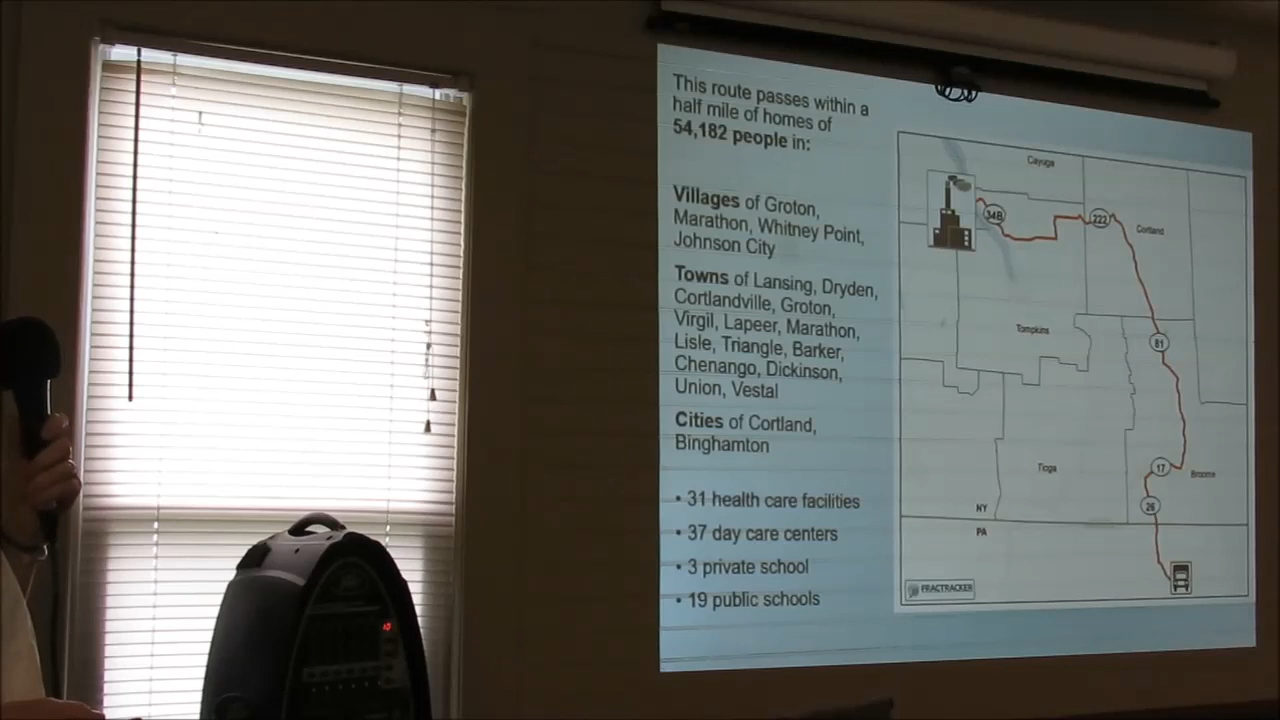 This route passes within a
half mile of homes of
54,182 people in:
Villages of Groton,
Marathon, Whitney Point,
Johnson City
Towns of Lansing, Dryden,
Cortlandville, Groton,
Virgil, Lapeer, Marathon,
Lisle, Triangle, Barker,
Chenango, Dickinson,
Union, Vestal
Cities of Cortland,
Binghamton
• 31 health care facilities
• 37 day care centers
• 3 private school
• 19 public schools
Cayuga
34B
222
Cortland
Tompkins
81
Tioga
17
Broome
26
NY
PA
FRACTRACKER